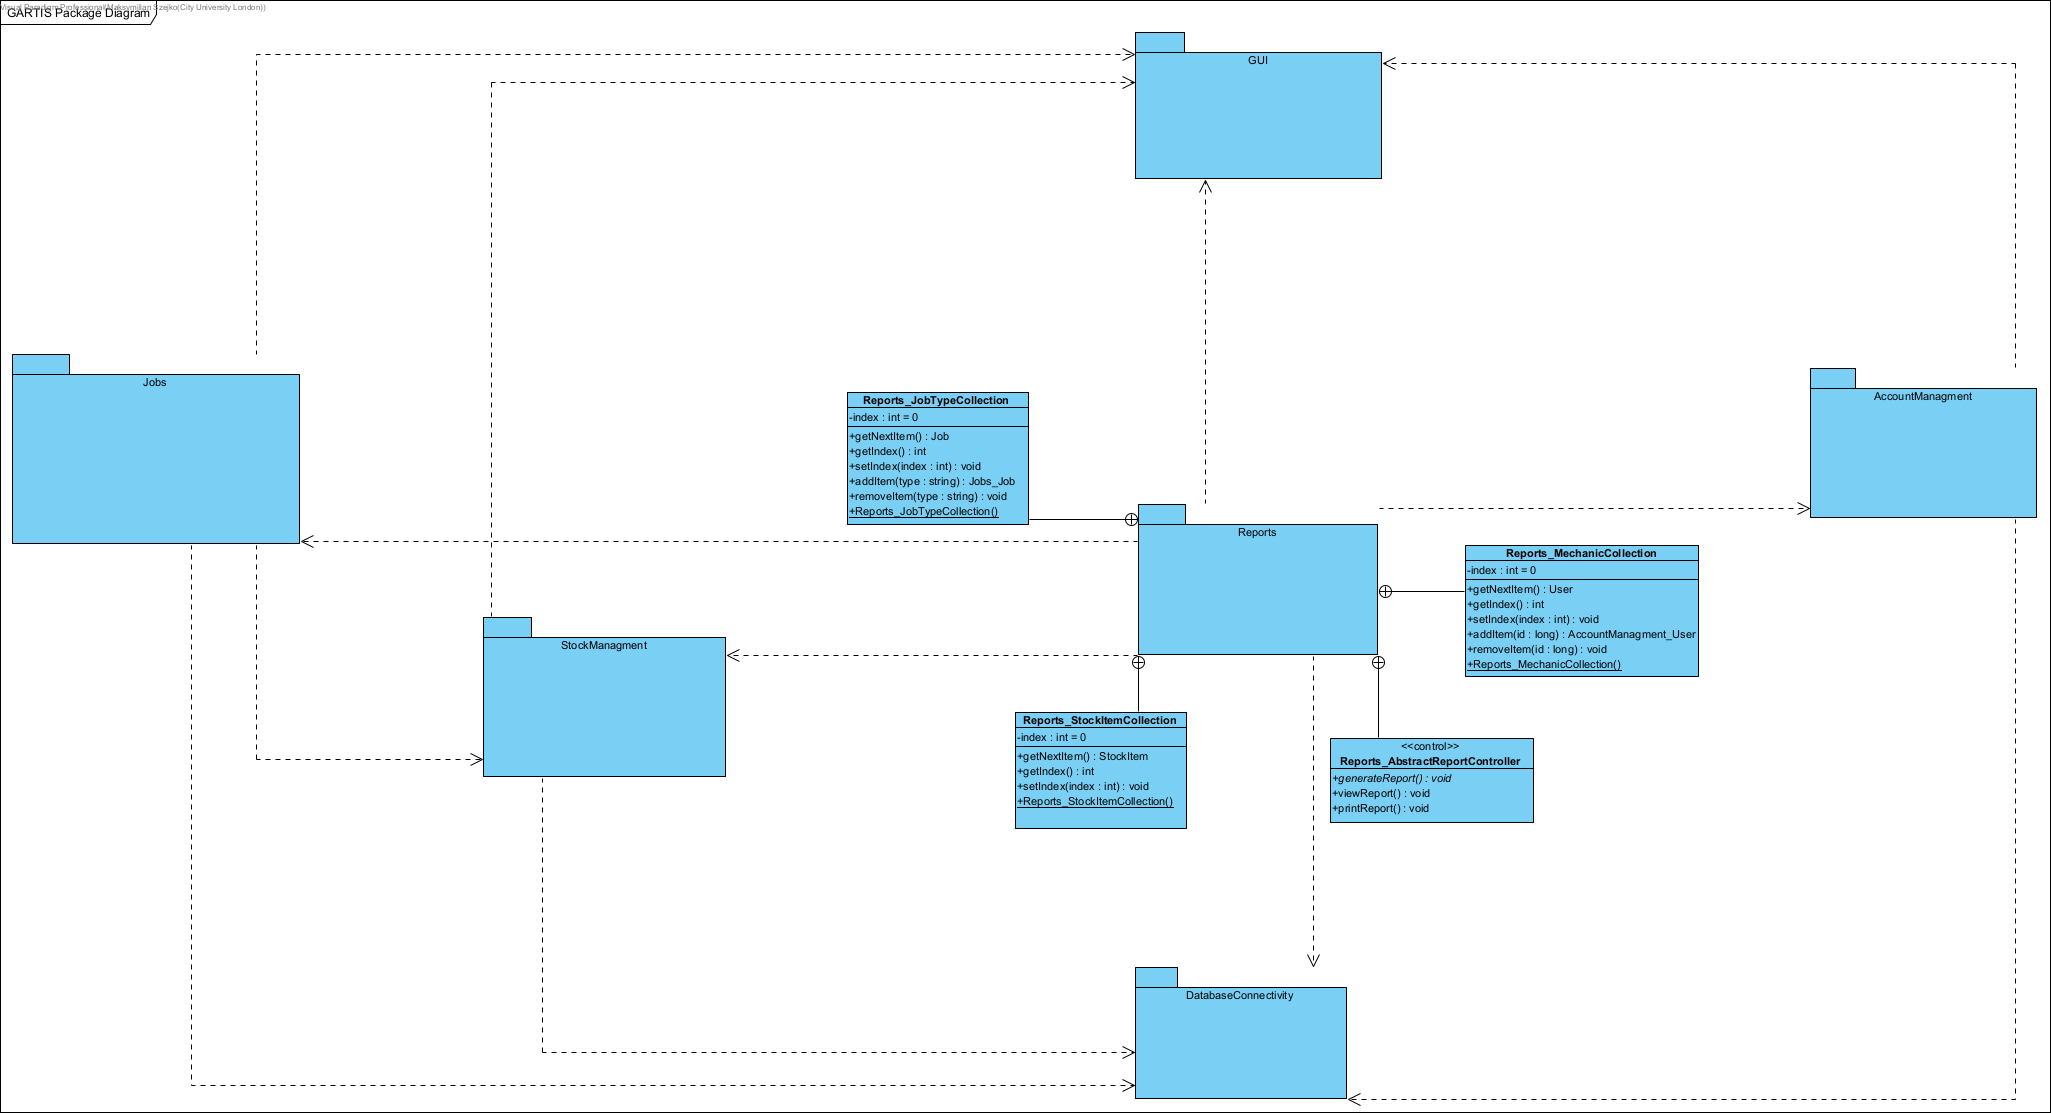 Visual Paradigm Professional(Maksymilian Szejko(City University London))
GARTIS Package Diagram
GUI
Jobs
AccountManagment
Reports_JobTypeCollection
-index : int = 0
+getNextItem() : Job
+getIndex() : int
+setIndex(index : int) : void
+addItem(type : string) : Jobs_Job
+removeItem(type : string) : void
+Reports_JobTypeCollection()
Reports
Reports_MechanicCollection
-index : int = 0
+getNextItem() : User
+getIndex() : int
+setIndex(index : int) : void
+addItem(id : long) : AccountManagment_User
+removeItem(id : long) : void
+Reports_MechanicCollection()
StockManagment
Reports_StockItemCollection
-index : int = 0
+getNextItem() : StockItem
+getIndex() : int
+setIndex(index : int) : void
+Reports_StockItemCollection()
<<control>>
Reports_AbstractReportController
+generateReport() : void
+viewReport() : void
+printReport() : void
DatabaseConnectivity